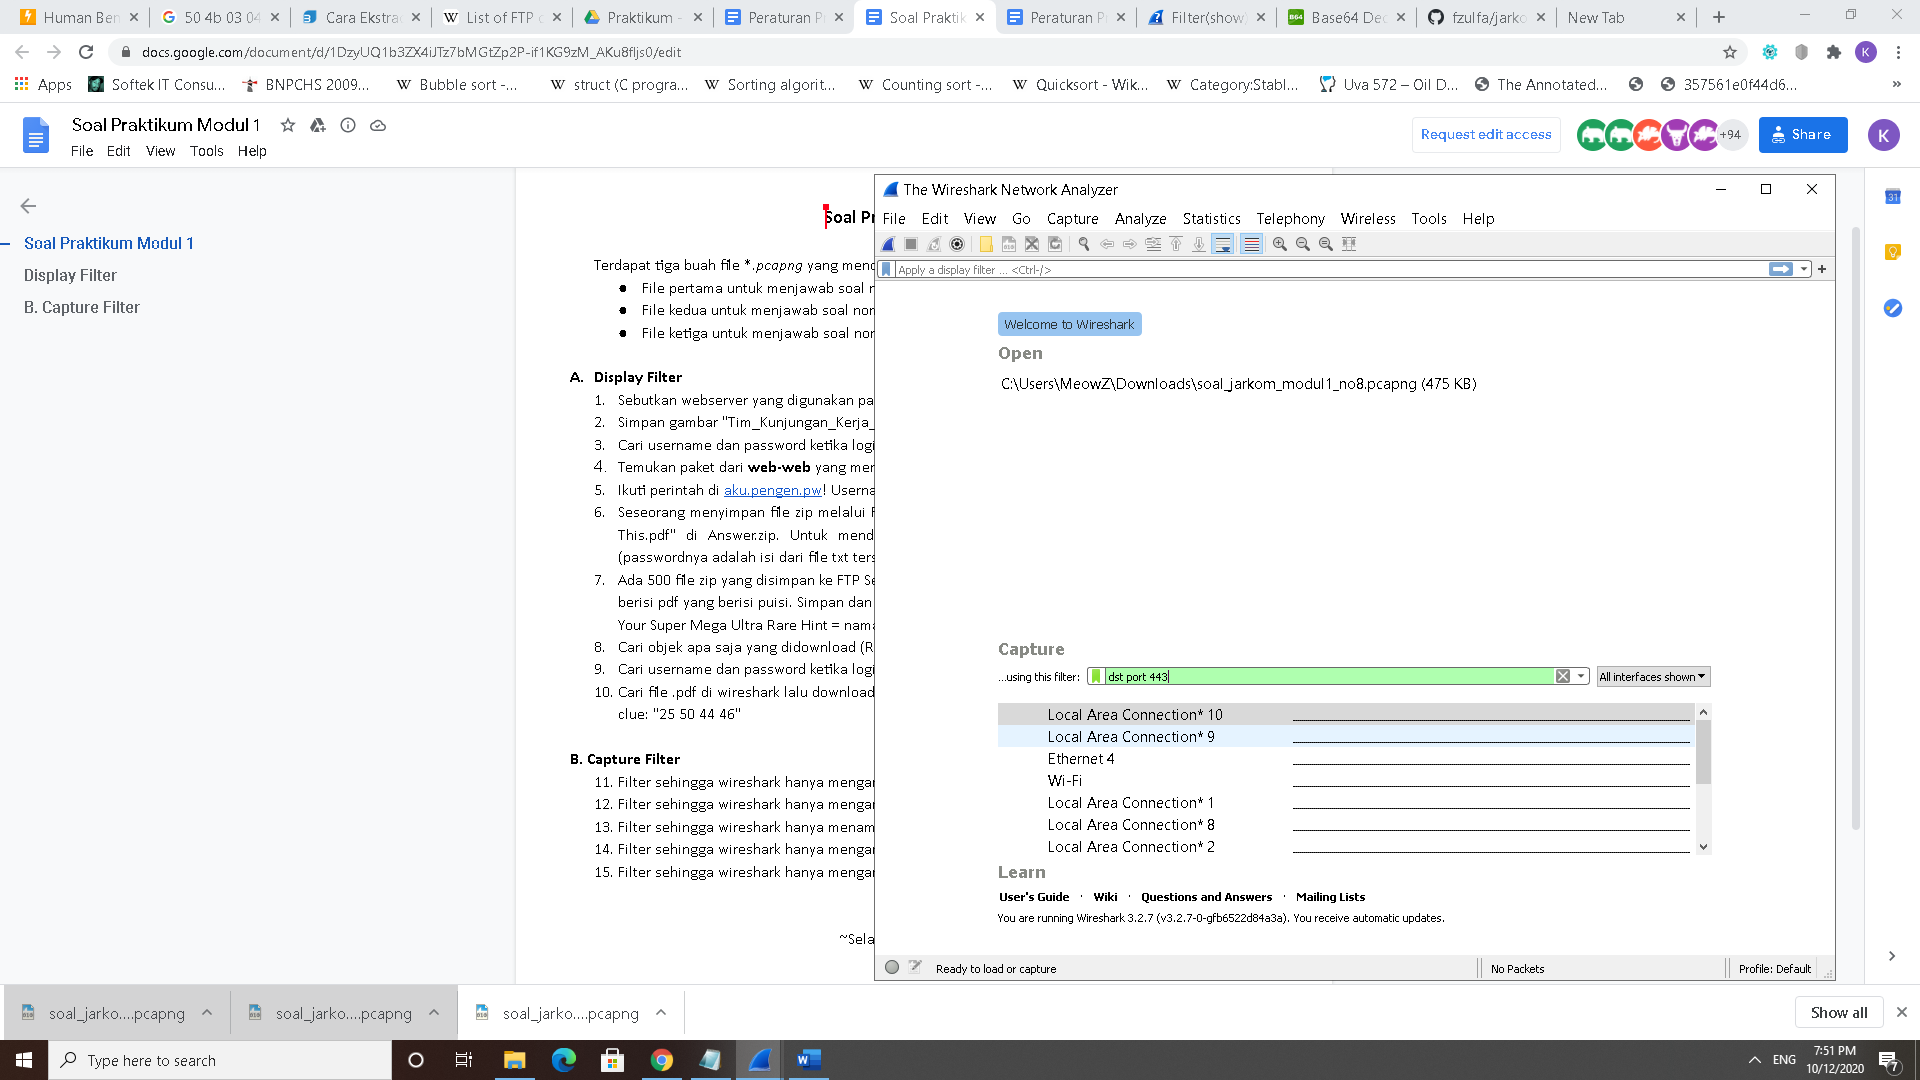 Human Ben
50 4b 03 04
Cara Ekstra
List of FTP c
Praktikum -
Peraturan P
Soal Praktik
Peraturan P
Filter(show)
Base64 Dec
fzulfa/jarko
New Tab
docs.google.com/document/d/1DzyUQ1b3ZX4iJTz7bMGtZp2P-if1KG9zM_AKu8fIjs0/edit
Apps
Softek IT Consu...
BNPCHS 2009...
Bubble sort -...
struct (C progra...
Sorting algorit...
Counting sort -...
Quicksort - Wik...
Category:Stabl...
Uva 572 – Oil D...
The Annotated...
357561e0f44d6...
»
Soal Praktikum Modul 1
File Edit View Tools Help
Request edit access
+94
Share
K
Soal Praktikum Modul 1
Display Filter
B. Capture Filter
Soal Pr
Terdapat tiga buah file *.pcapng yang menc
● File pertama untuk menjawab soal n
● File kedua untuk menjawab soal nor
● File ketiga untuk menjawab soal nor
A. Display Filter
1. Sebutkan webserver yang digunakan pa
2. Simpan gambar "Tim_Kunjungan_Kerja_
3. Cari username dan password ketika logi
4. Temukan paket dari web-web yang mer
5. Ikuti perintah di aku.pengen.pw! Userna
6. Seseorang menyimpan file zip melalui F
This.pdf" di Answer.zip. Untuk mend
(passwordnya adalah isi dari file txt ters
7. Ada 500 file zip yang disimpan ke FTP Se
berisi pdf yang berisi puisi. Simpan dan
Your Super Mega Ultra Rare Hint = nama
8. Cari objek apa saja yang didownload (R
9. Cari username dan password ketika logi
10. Cari file .pdf di wireshark lalu download
clue: "25 50 44 46"
B. Capture Filter
11. Filter sehingga wireshark hanya mengar
12. Filter sehingga wireshark hanya mengar
13. Filter sehingga wireshark hanya menam
14. Filter sehingga wireshark hanya mengar
15. Filter sehingga wireshark hanya mengar
~Sela
The Wireshark Network Analyzer
File Edit View Go Capture Analyze Statistics Telephony Wireless Tools Help
Apply a display filter ... <Ctrl-/>
Welcome to Wireshark
Open
C:\Users\MeowZ\Downloads\soal_jarkom_modul1_no8.pcapng (475 KB)
Capture
...using this filter:
dst port 443
All interfaces shown
Local Area Connection* 10
Local Area Connection* 9
Ethernet 4
Wi-Fi
Local Area Connection* 1
Local Area Connection* 8
Local Area Connection* 2
Learn
User's Guide · Wiki · Questions and Answers · Mailing Lists
You are running Wireshark 3.2.7 (v3.2.7-0-gfb6522d84a3a). You receive automatic updates.
Ready to load or capture
No Packets
Profile: Default
soal_jarko....pcapng
soal_jarko....pcapng
soal_jarko....pcapng
Show all
Type here to search
ENG
7:51 PM
10/12/2020
7